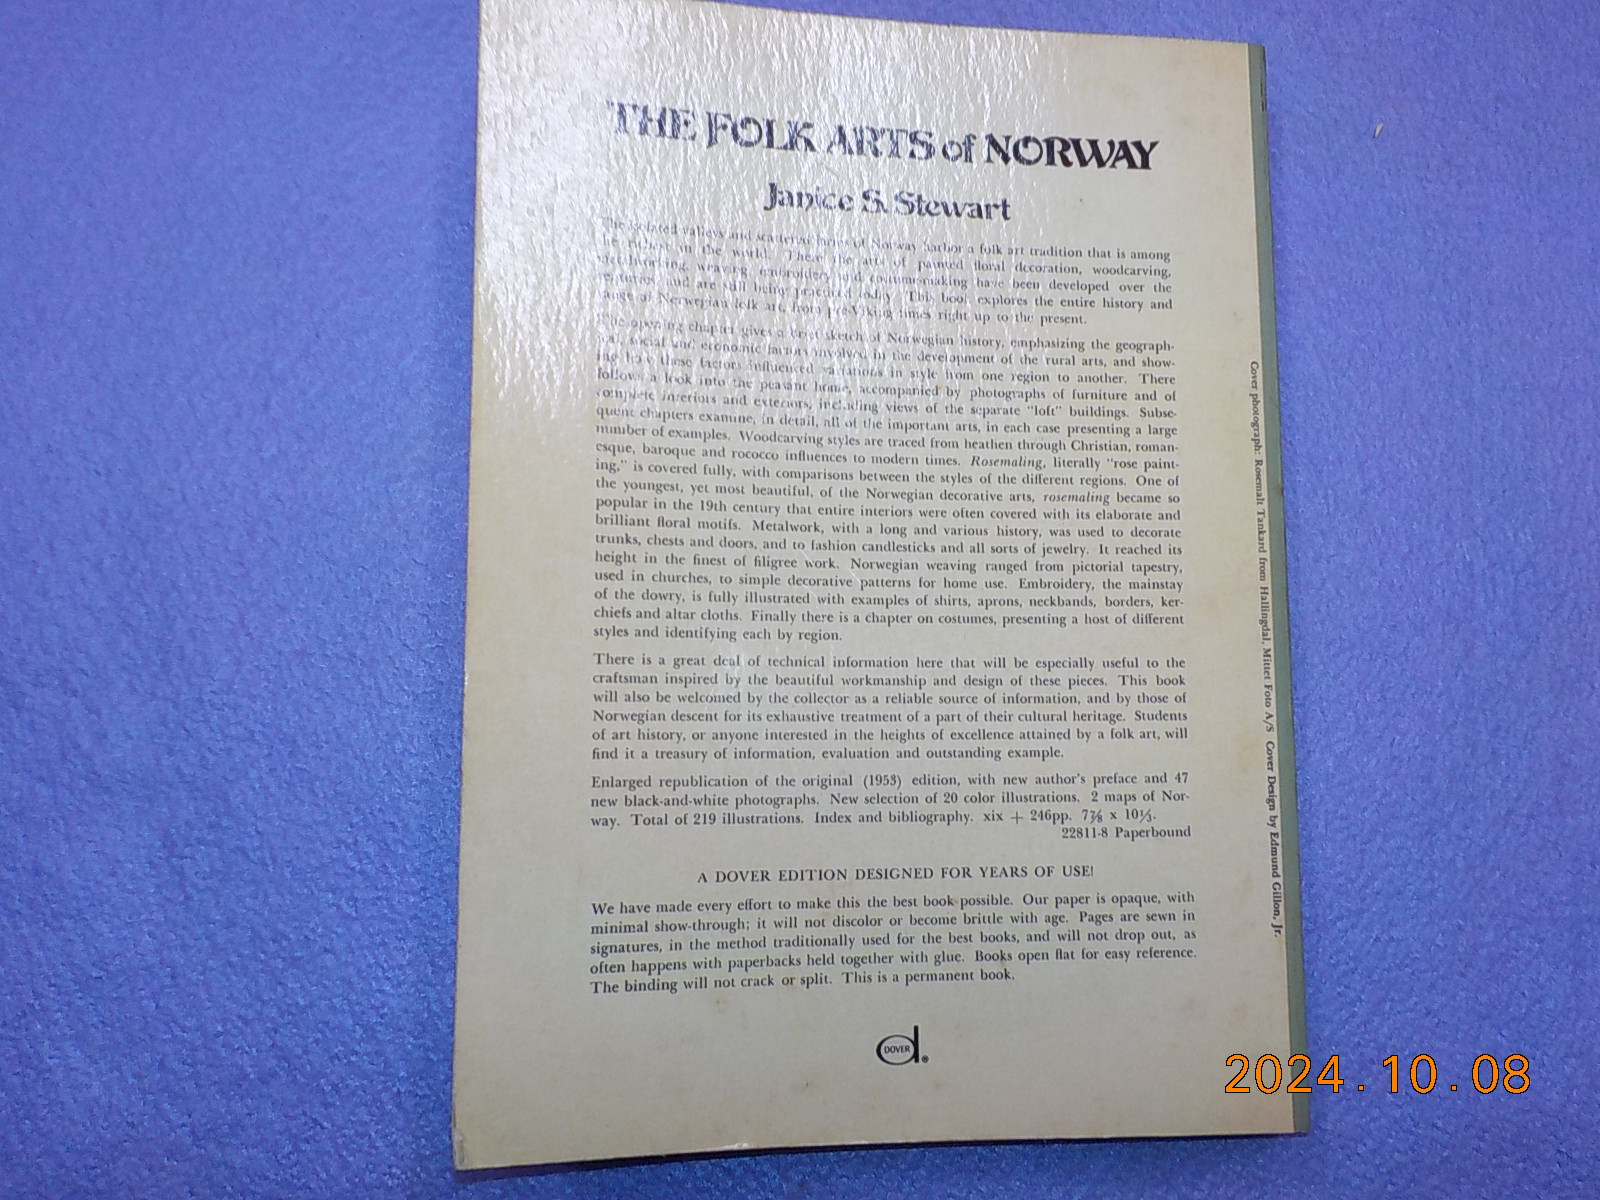 THE FOLK ARTS of NORWAY
Janice S. Stewart
The isolated valleys and scattered farms of Norway harbor a folk art tradition that is among
the richest in the world. There the arts of painted floral decoration, woodcarving,
metalworking, weaving, embroidery and costume-making have been developed over the
centuries and are still being practiced today. This book explores the entire history and
range of Norwegian folk art, from pre-Viking times right up to the present.
The opening chapter gives a brief sketch of Norwegian history, emphasizing the geograph-
ical, social and economic factors involved in the development of the rural arts, and show-
ing how these factors influenced variations in style from one region to another. There
follows a look into the peasant home, accompanied by photographs of furniture and of
complete interiors and exteriors, including views of the separate "loft" buildings. Subse-
quent chapters examine, in detail, all of the important arts, in each case presenting a large
number of examples. Woodcarving styles are traced from heathen through Christian, roman-
esque, baroque and rococco influences to modern times. Rosemaling, literally "rose paint-
ing," is covered fully, with comparisons between the styles of the different regions. One of
the youngest, yet most beautiful, of the Norwegian decorative arts, rosemaling became so
popular in the 19th century that entire interiors were often covered with its elaborate and
brilliant floral motifs. Metalwork, with a long and various history, was used to decorate
trunks, chests and doors, and to fashion candlesticks and all sorts of jewelry. It reached its
height in the finest of filigree work. Norwegian weaving ranged from pictorial tapestry,
used in churches, to simple decorative patterns for home use. Embroidery, the mainstay
of the dowry, is fully illustrated with examples of shirts, aprons, neckbands, borders, ker-
chiefs and altar cloths. Finally there is a chapter on costumes, presenting a host of different
styles and identifying each by region.
There is a great deal of technical information here that will be especially useful to the
craftsman inspired by the beautiful workmanship and design of these pieces. This book
will also be welcomed by the collector as a reliable source of information, and by those of
Norwegian descent for its exhaustive treatment of a part of their cultural heritage. Students
of art history, or anyone interested in the heights of excellence attained by a folk art, will
find it a treasury of information, evaluation and outstanding example.
Enlarged republication of the original (1953) edition, with new author's preface and 47
new black-and-white photographs. New selection of 20 color illustrations. 2 maps of Nor-
way. Total of 219 illustrations. Index and bibliography. xix + 246pp. 7⅞ x 10⅓.
22811-8 Paperbound
A DOVER EDITION DESIGNED FOR YEARS OF USE!
We have made every effort to make this the best book possible. Our paper is opaque, with
minimal show-through; it will not discolor or become brittle with age. Pages are sewn in
signatures, in the method traditionally used for the best books, and will not drop out, as
often happens with paperbacks held together with glue. Books open flat for easy reference.
The binding will not crack or split. This is a permanent book.
DOVER
®
Cover photograph: Rosemalt Tankard from Hallingdal, Mittet Foto A/S Cover Design by Edmund Gillon, Jr.
2024.10.08